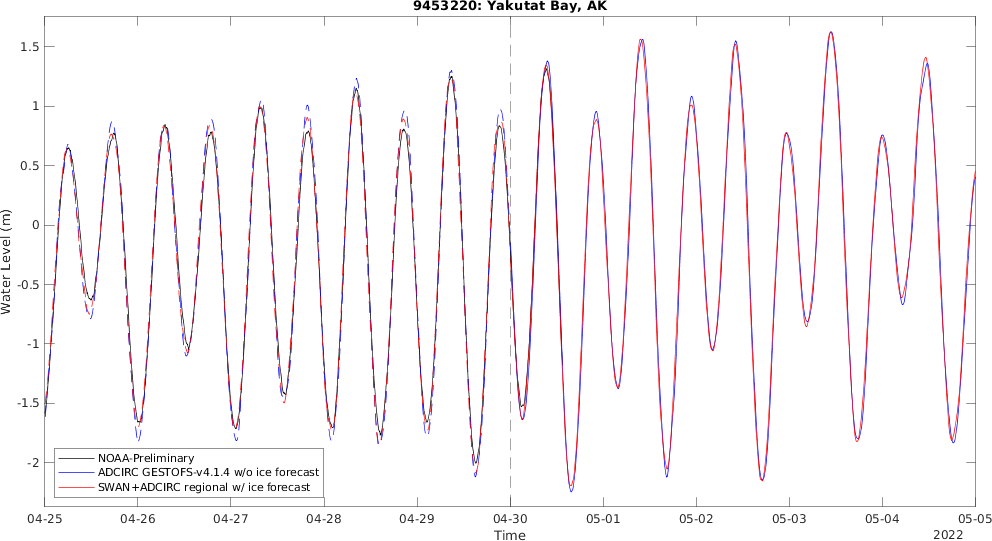 9453220: Yakutat Bay, AK
Water Level (m)
1.5
1
0.5
0
-0.5
-1
-1.5
-2
NOAA-Preliminary
ADCIRC GESTOFS-v4.1.4 w/o ice forecast
SWAN+ADCIRC regional w/ ice forecast
04-25 04-26 04-27 04-28 04-29 04-30 05-01 05-02 05-03 05-04 05-05
Time
2022